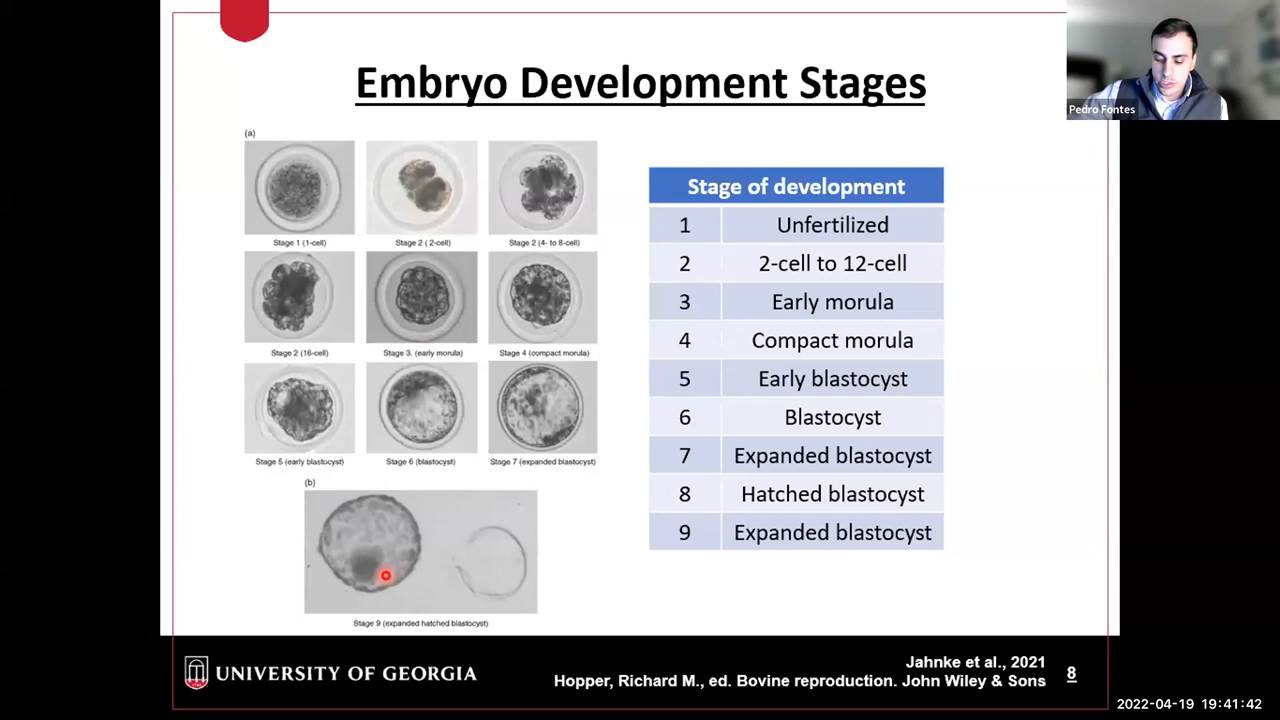 Embryo Development Stages
Pedro Fontes
(a)
Stage 1 (1-cell)
Stage 2 ( 2-cell)
Stage 2 (4- to 8-cell)
Stage 2 (16-cell)
Stage 3. (early morula)
Stage 4 (compact morula)
Stage 5 (early blastocyst)
Stage 6 (blastocyst)
Stage 7 (expanded blastocyst)
(b)
Stage 9 (expanded hatched blastocyst)
Stage of development
1 Unfertilized
2 2-cell to 12-cell
3 Early morula
4 Compact morula
5 Early blastocyst
6 Blastocyst
7 Expanded blastocyst
8 Hatched blastocyst
9 Expanded blastocyst
UNIVERSITY OF GEORGIA
Jahnke et al., 2021
Hopper, Richard M., ed. Bovine reproduction. John Wiley & Sons
8
2022-04-19 19:41:42